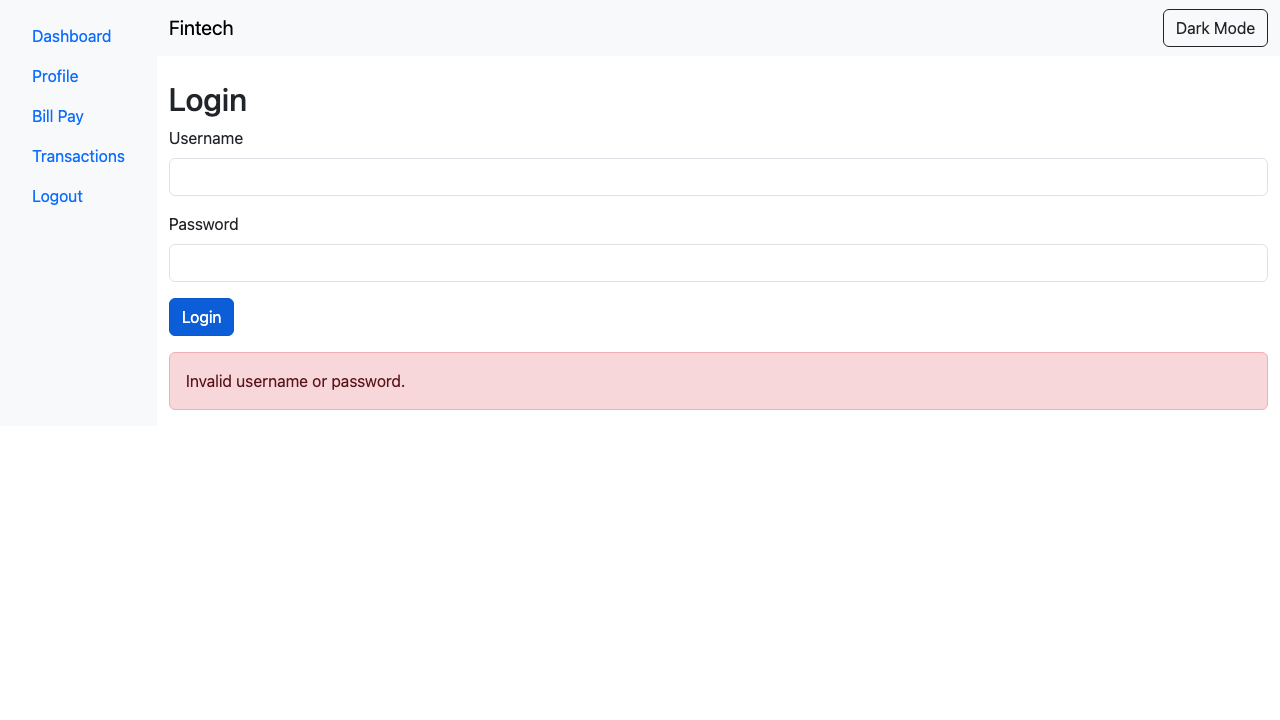 Dashboard
Profile
Bill Pay
Transactions
Logout
Fintech
Dark Mode
Login
Username
Password
Login
Invalid username or password.